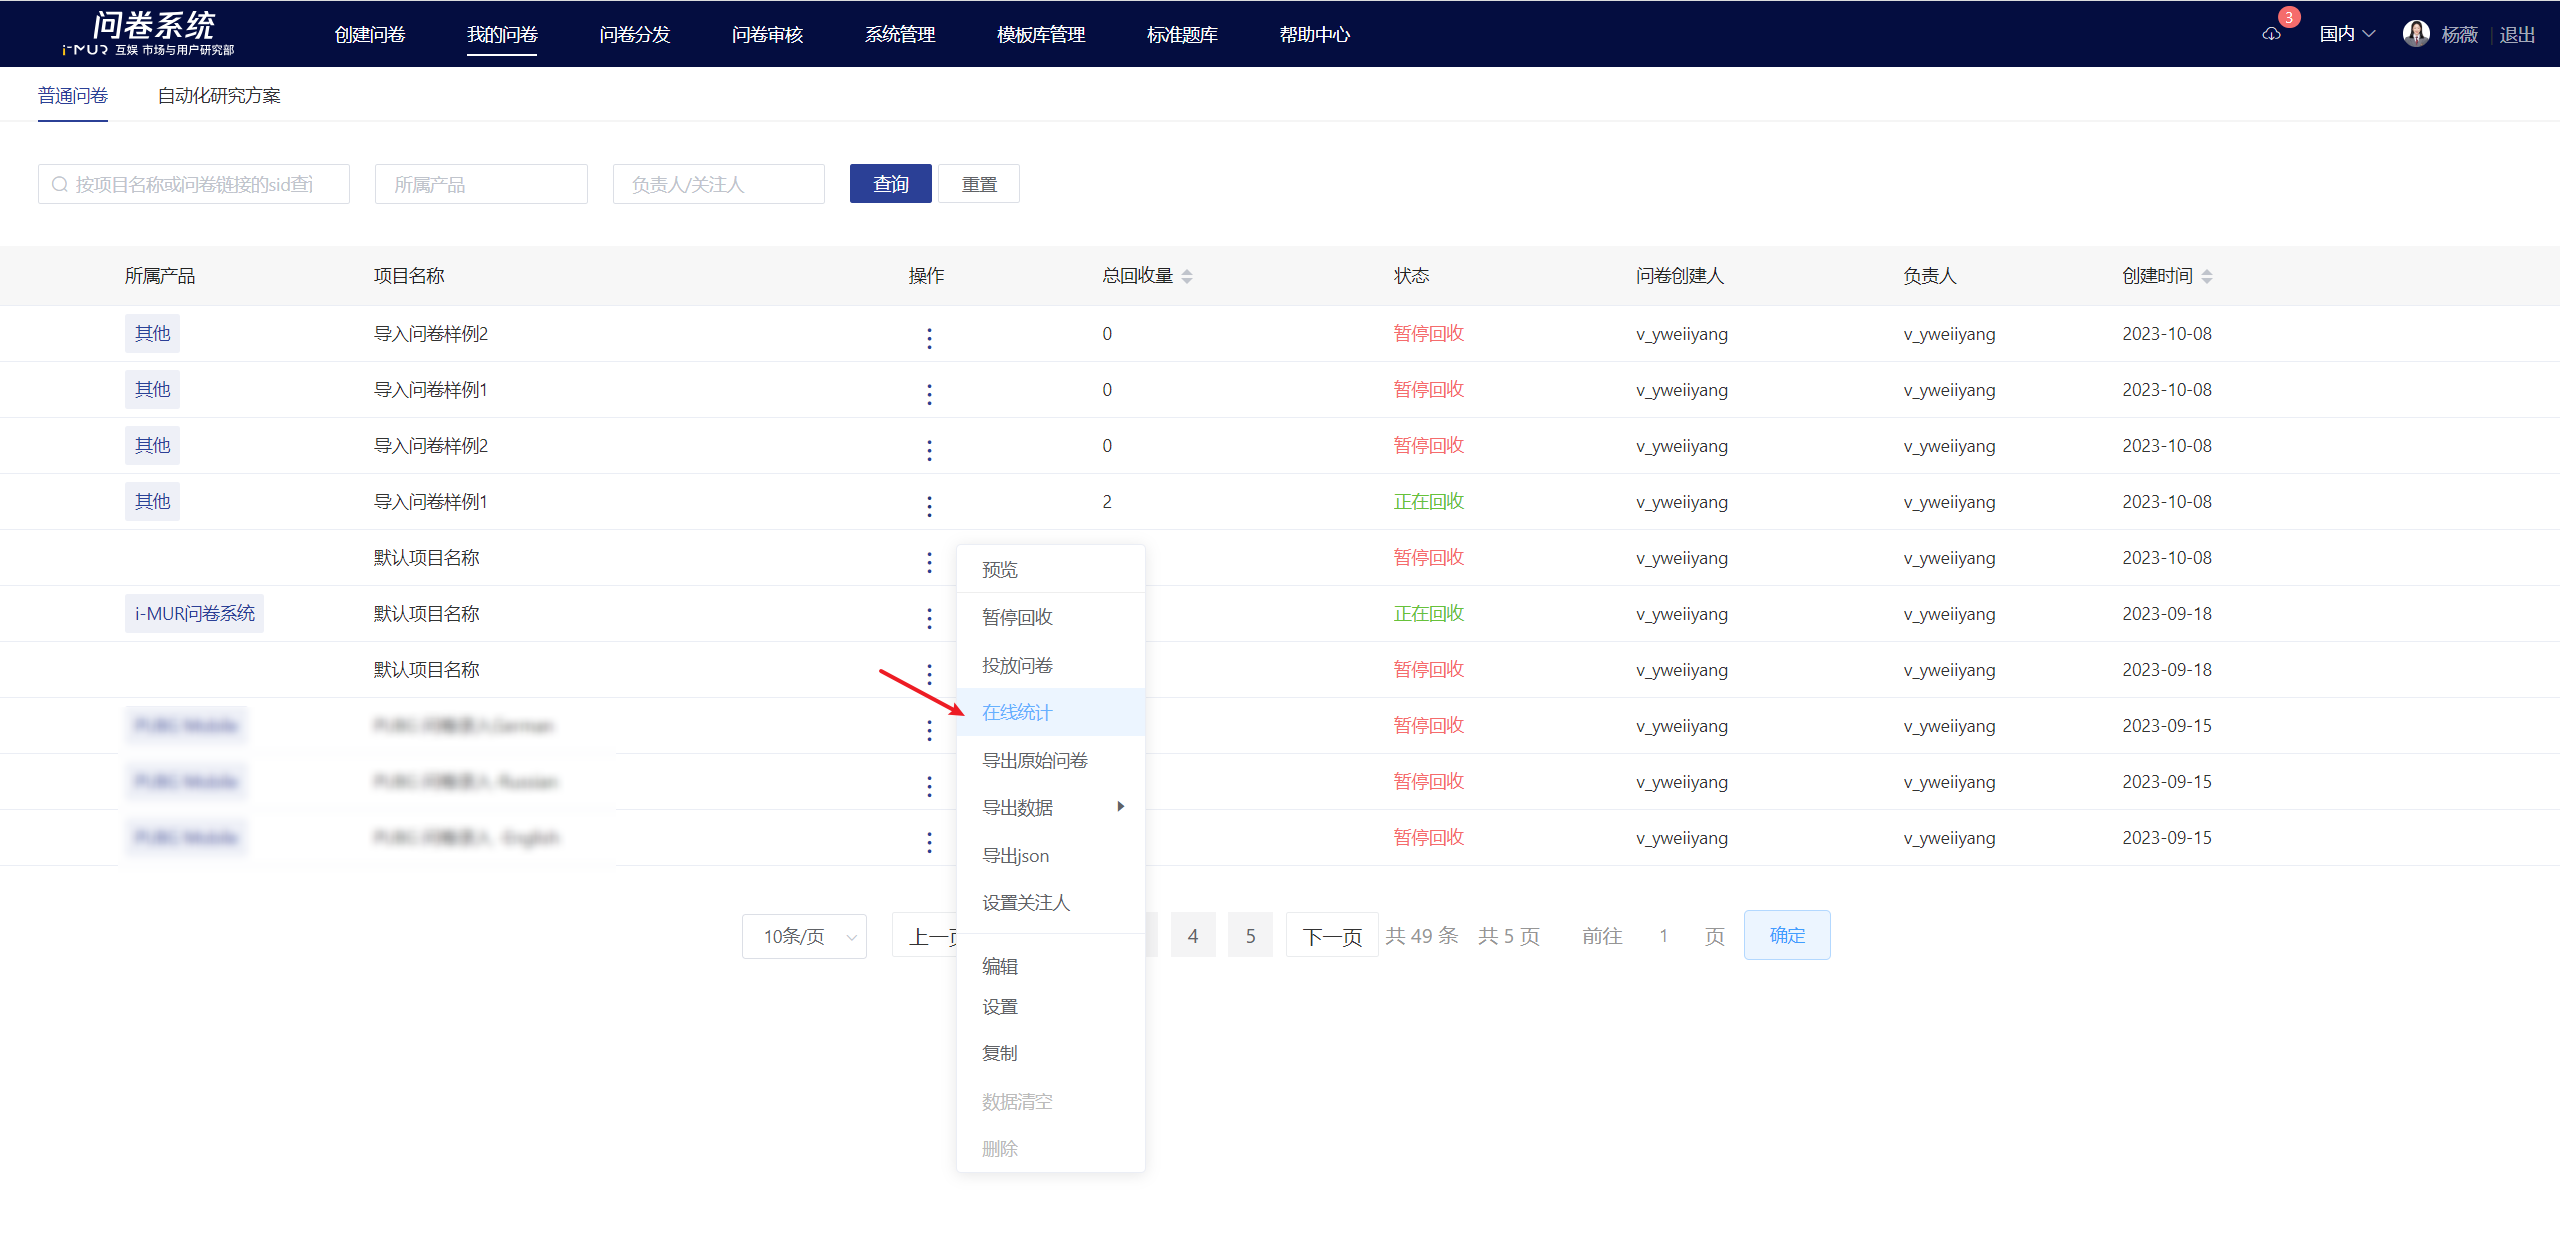 问卷系统
i-MUR 互娱 市场与用户研究部
创建问卷 我的问卷 问卷分发 问卷审核 系统管理 模板库管理 标准题库 帮助中心
3
国内 杨薇 退出
普通问卷 自动化研究方案
按项目名称或问卷链接的sid查 所属产品 负责人/关注人 查询 重置
所属产品 项目名称 操作 总回收量 状态 问卷创建人 负责人 创建时间
其他 导入问卷样例2 0 暂停回收 v_yweiiyang v_yweiiyang 2023-10-08
其他 导入问卷样例1 0 暂停回收 v_yweiiyang v_yweiiyang 2023-10-08
其他 导入问卷样例2 0 暂停回收 v_yweiiyang v_yweiiyang 2023-10-08
其他 导入问卷样例1 2 正在回收 v_yweiiyang v_yweiiyang 2023-10-08
默认项目名称 暂停回收 v_yweiiyang v_yweiiyang 2023-10-08
i-MUR问卷系统 默认项目名称 正在回收 v_yweiiyang v_yweiiyang 2023-09-18
默认项目名称 暂停回收 v_yweiiyang v_yweiiyang 2023-09-18
暂停回收 v_yweiiyang v_yweiiyang 2023-09-15
暂停回收 v_yweiiyang v_yweiiyang 2023-09-15
暂停回收 v_yweiiyang v_yweiiyang 2023-09-15
预览
暂停回收
投放问卷
在线统计
导出原始问卷
导出数据
导出json
设置关注人
编辑
设置
复制
数据清空
删除
10条/页 上一 4 5 下一页 共 49 条 共 5 页 前往 1 页 确定